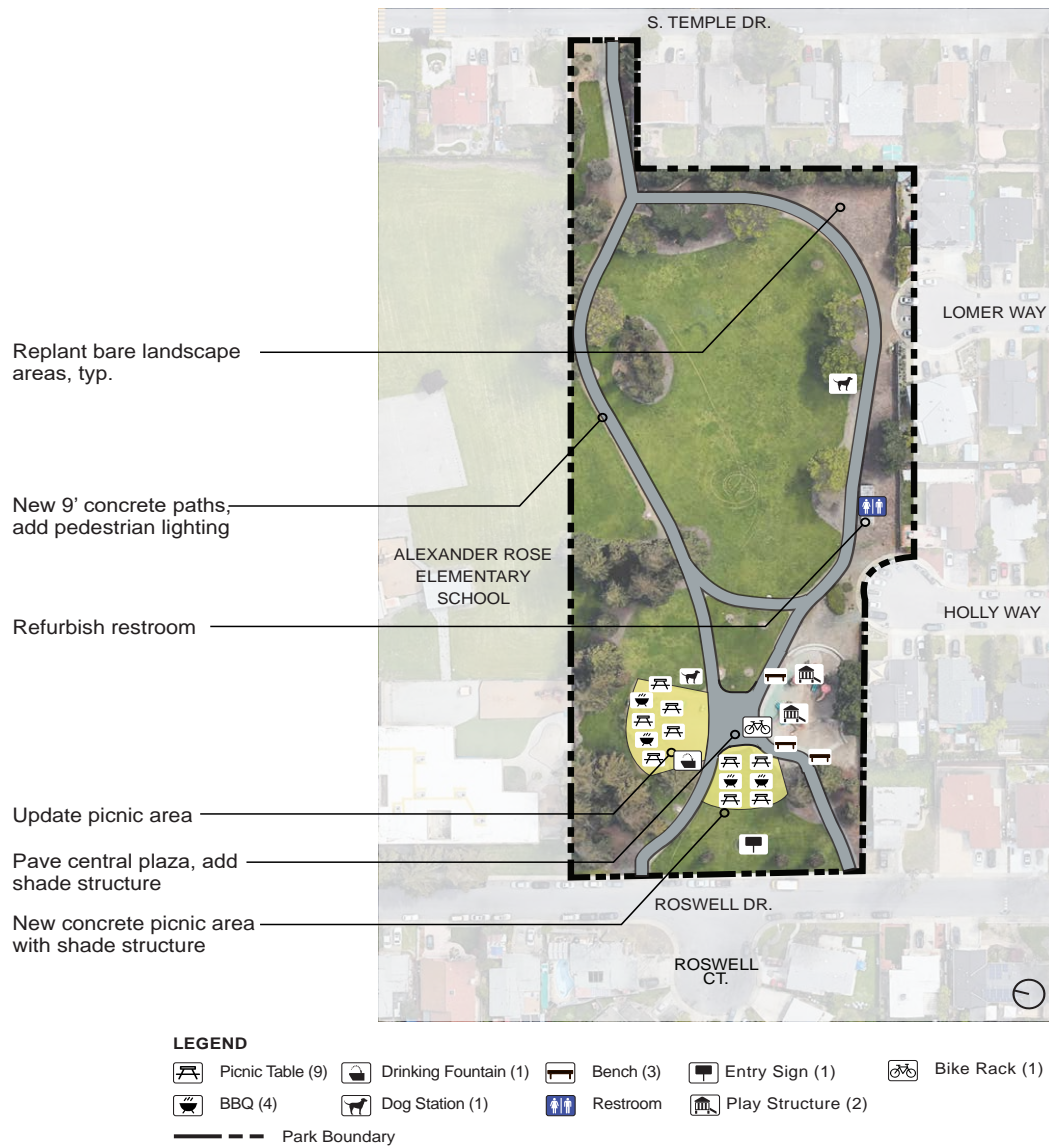 S. TEMPLE DR.
LOMER WAY
Replant bare landscape
areas, typ.
New 9’ concrete paths,
add pedestrian lighting
ALEXANDER ROSE
ELEMENTARY
SCHOOL
HOLLY WAY
Refurbish restroom
Update picnic area
Pave central plaza, add
shade structure
New concrete picnic area
with shade structure
ROSWELL DR.
ROSWELL
CT.
LEGEND
Picnic Table (9)
Drinking Fountain (1)
Bench (3)
Entry Sign (1)
Bike Rack (1)
BBQ (4)
Dog Station (1)
Restroom
Play Structure (2)
Park Boundary